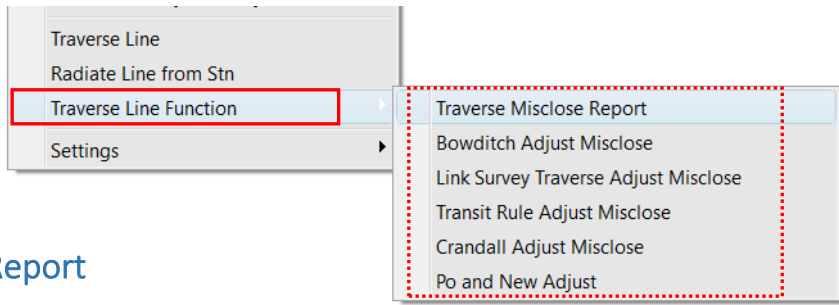 Traverse Line
Radiate Line from Stn
Traverse Line Function
Settings
Traverse Misclose Report
Bowditch Adjust Misclose
Link Survey Traverse Adjust Misclose
Transit Rule Adjust Misclose
Crandall Adjust Misclose
Po and New Adjust